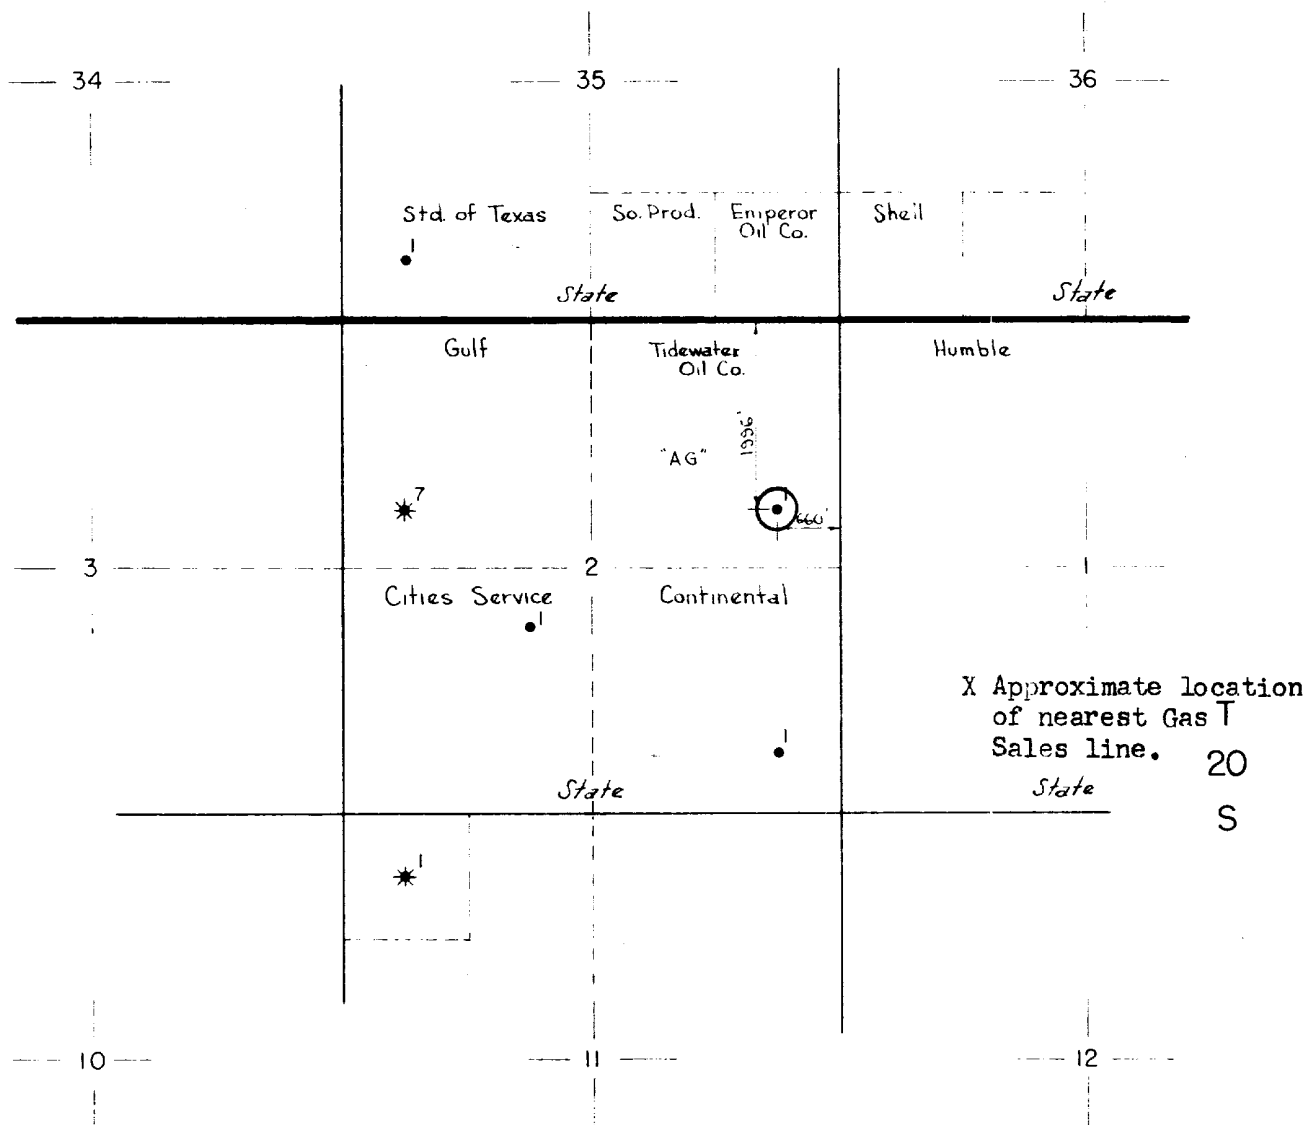 34
35
36
Std. of Texas
So. Prod.
Emperor
Oil Co.
Shell
1
State
State
Gulf
Tidewater
Oil Co.
Humble
1996'
"AG"
7
1
660'
3
2
1
Cities Service
Continental
1
X Approximate location
of nearest Gas
T
Sales line.
1
20
State
State
S
1
10
11
12